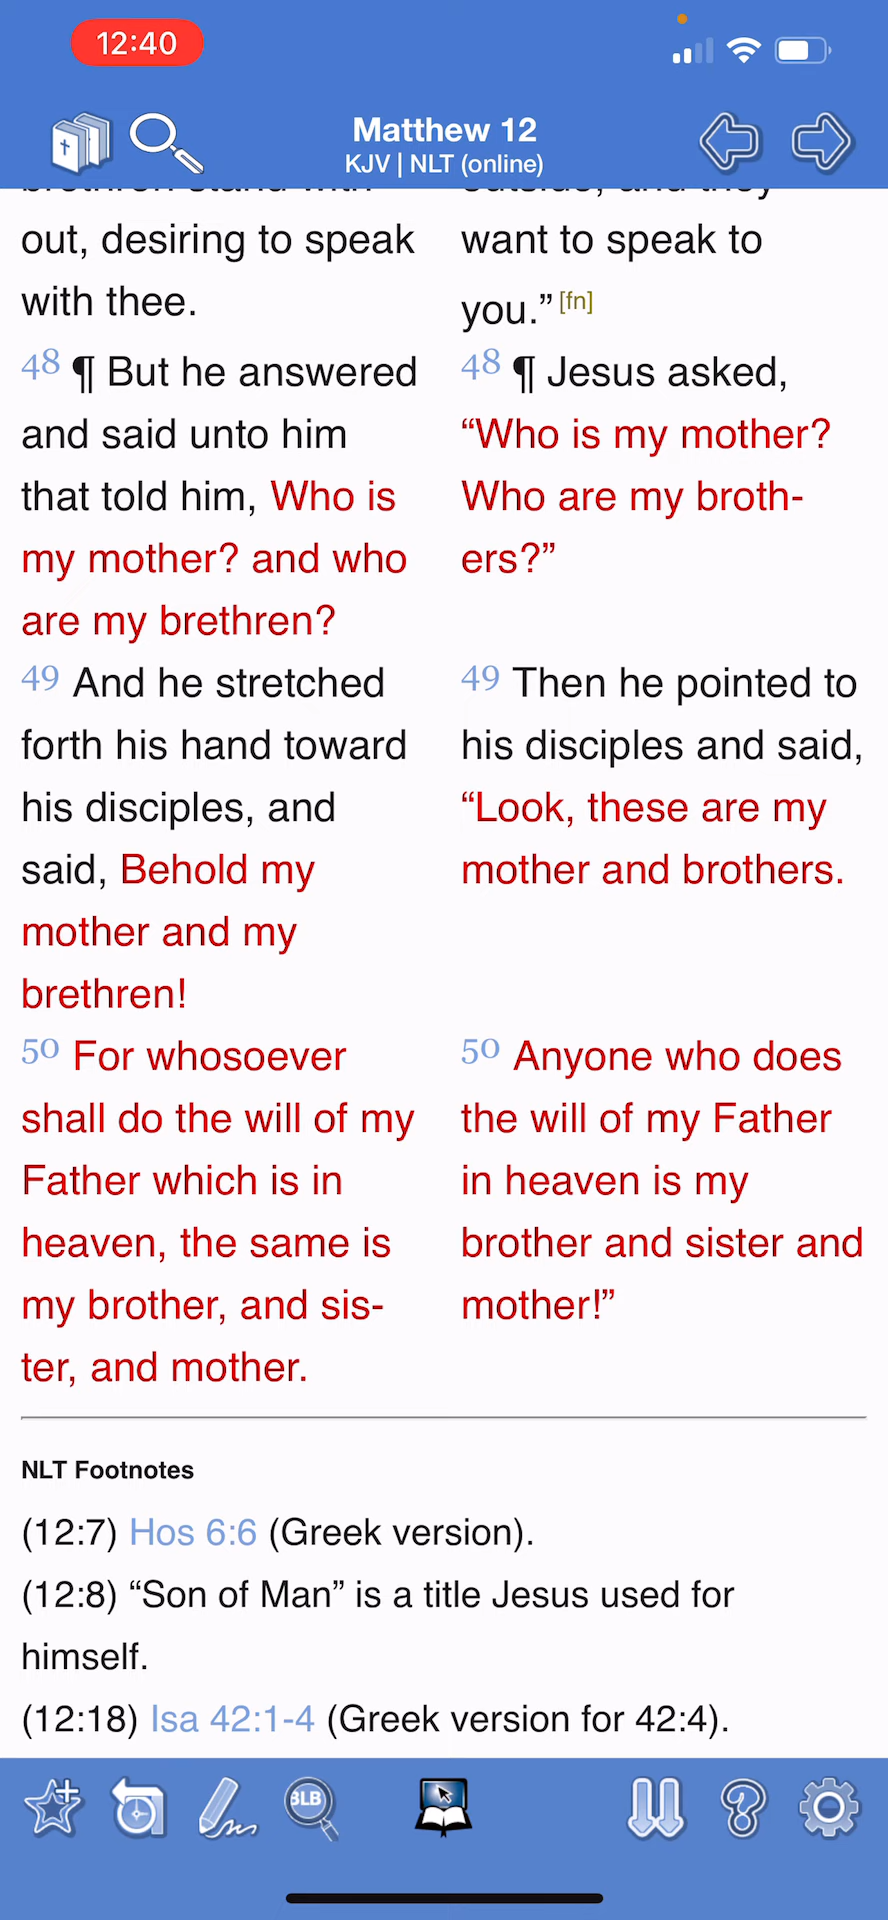 12:40
Matthew 12
KJV | NLT (online)
out, desiring to speak
with thee.
48 ¶ But he answered
and said unto him
that told him, Who is
my mother? and who
are my brethren?
49 And he stretched
forth his hand toward
his disciples, and
said, Behold my
mother and my
brethren!
50 For whosoever
shall do the will of my
Father which is in
heaven, the same is
my brother, and sis-
ter, and mother.
want to speak to
you.” [fn]
48 ¶ Jesus asked,
“Who is my mother?
Who are my broth-
ers?”
49 Then he pointed to
his disciples and said,
“Look, these are my
mother and brothers.
50 Anyone who does
the will of my Father
in heaven is my
brother and sister and
mother!”
NLT Footnotes
(12:7) Hos 6:6 (Greek version).
(12:8) “Son of Man” is a title Jesus used for
himself.
(12:18) Isa 42:1-4 (Greek version for 42:4).
BLB